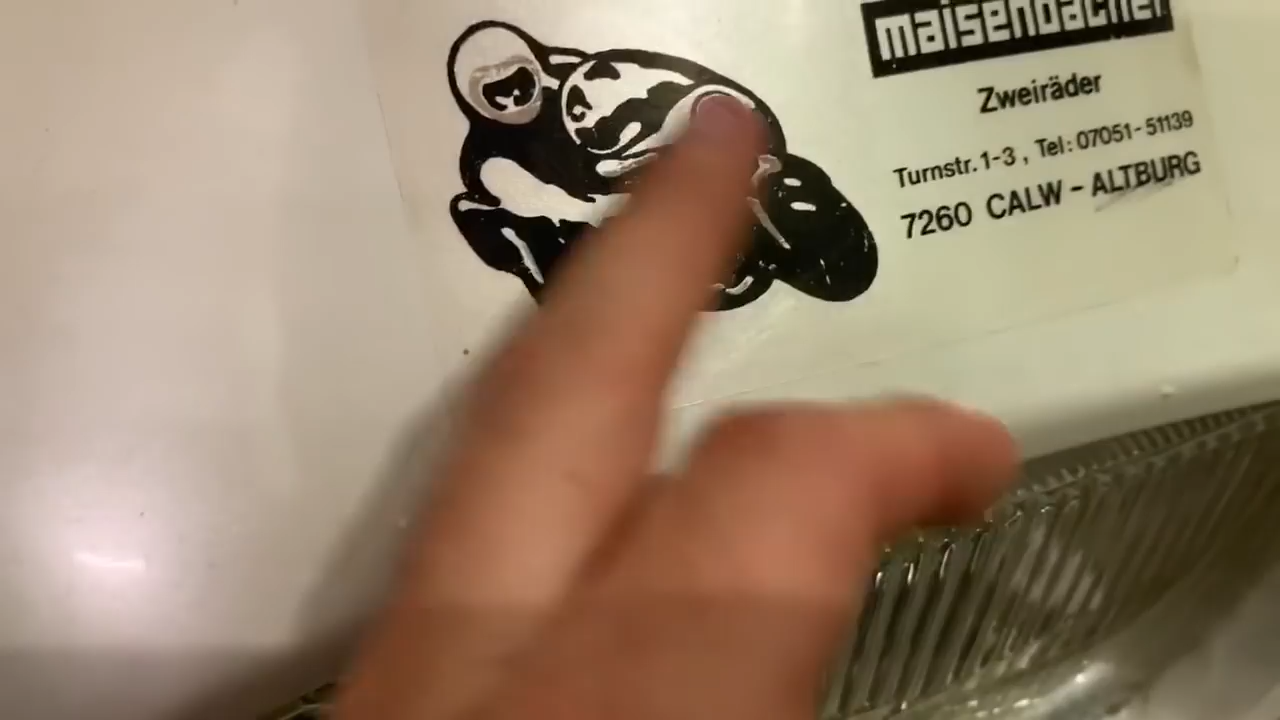 maisenbacher
Zweiräder
Turnstr. 1-3 , Tel: 07051-51139
7260 CALW - ALTBURG